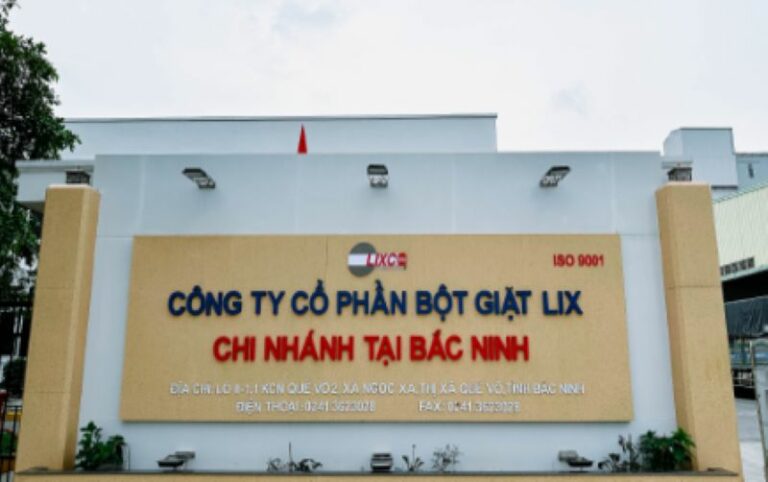 LIXCO
ISO 9001
CÔNG TY CỔ PHẦN BỘT GIẶT LIX
CHI NHÁNH TẠI BẮC NINH
ĐỊA CHỈ: LÔ II-1.1 KCN QUẾ VÕ 2, XÃ NGỌC XÁ, THỊ XÃ QUẾ VÕ, TỈNH BẮC NINH
ĐIỆN THOẠI: 0241.3623028 FAX: 0241.3623028